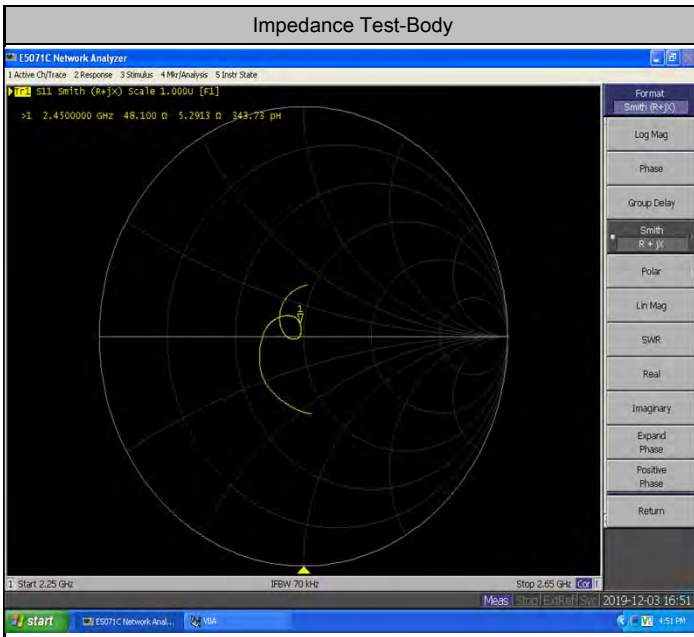 Impedance Test-Body
E5071C Network Analyzer
1 Active Ch/Trace 2 Response 3 Stimulus 4 Mkr/Analysis 5 Instr State
Tr1 S11 Smith (R+jX) Scale 1.000U [F1]
>1 2.4500000 GHz 48.100 Ω 5.2913 Ω 343.73 pH
1
Format
Smith (R+jX)
Log Mag
Phase
Group Delay
Smith
R + jX
Polar
Lin Mag
SWR
Real
Imaginary
Expand
Phase
Positive
Phase
Return
1 Start 2.25 GHz IFBW 70 kHz Stop 2.65 GHz Cor
Meas Stop ExtRef Svc 2019-12-03 16:51
start E5071C Network Anal... VBA 4:51 PM